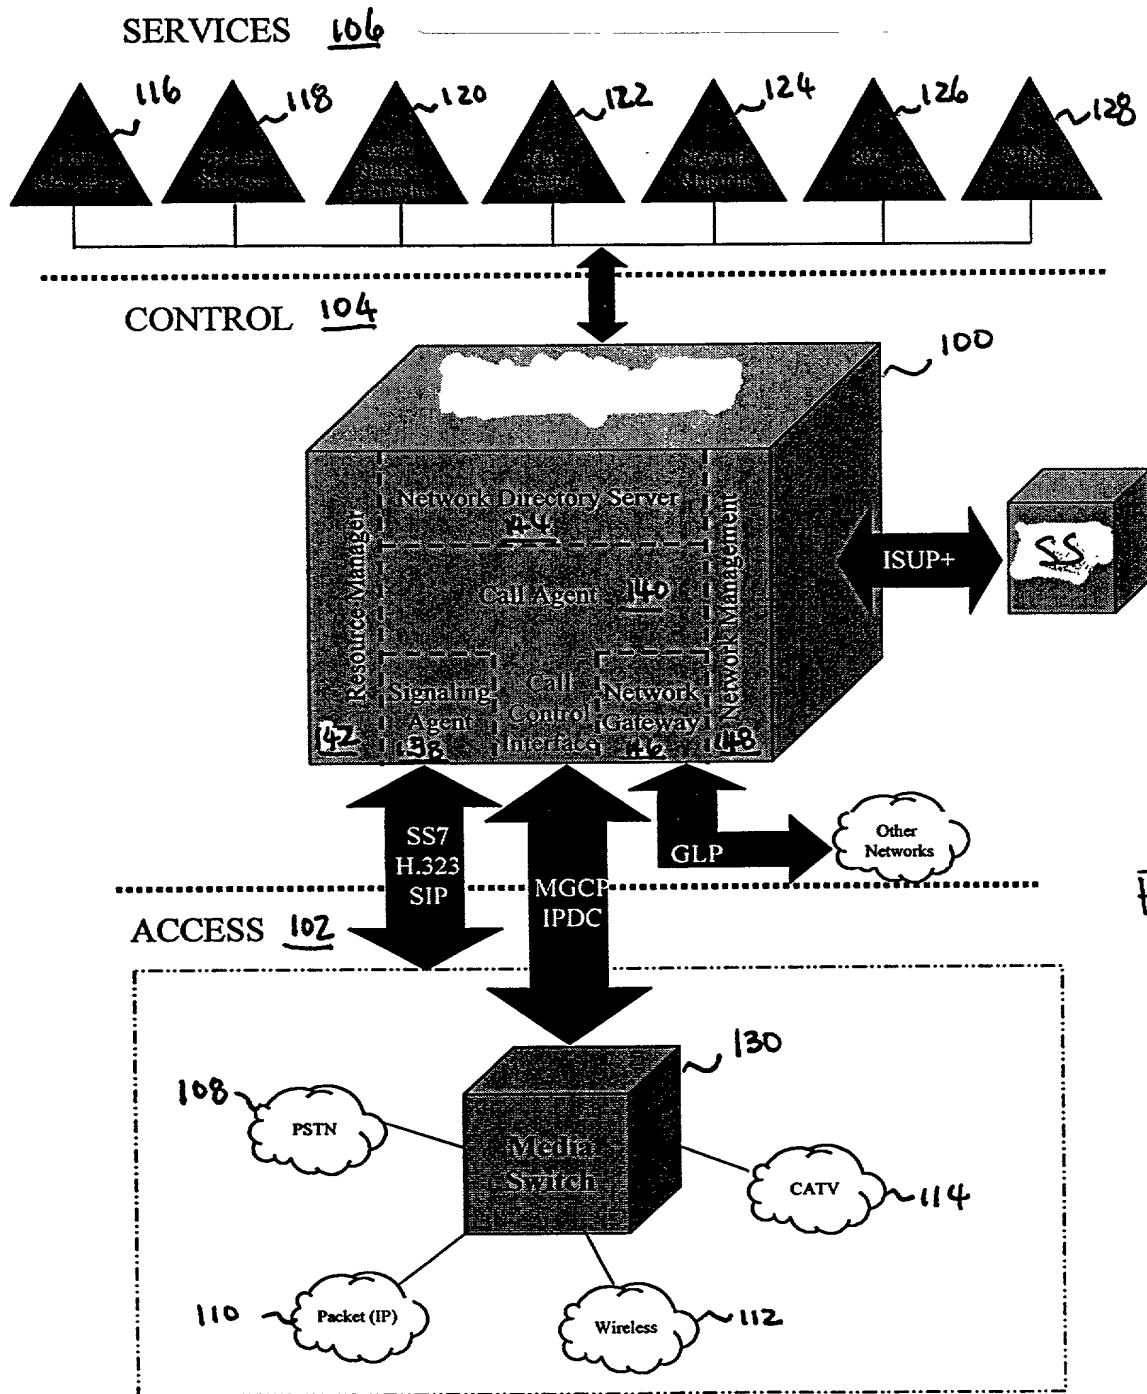 SERVICES 106
116
118
120
122
124
126
128
CONTROL 104
100
Network Directory Server
144
Resource Manager
142
Call Agent 140
Network Management
148
Signaling
Agent
138
Call
Control
Interface
Network
Gateway
146
ISUP+
SS
SS7
H.323
SIP
MGCP
IPDC
GLP
Other
Networks
ACCESS 102
130
Media
Switch
108
PSTN
CATV
114
110
Packet (IP)
Wireless
112